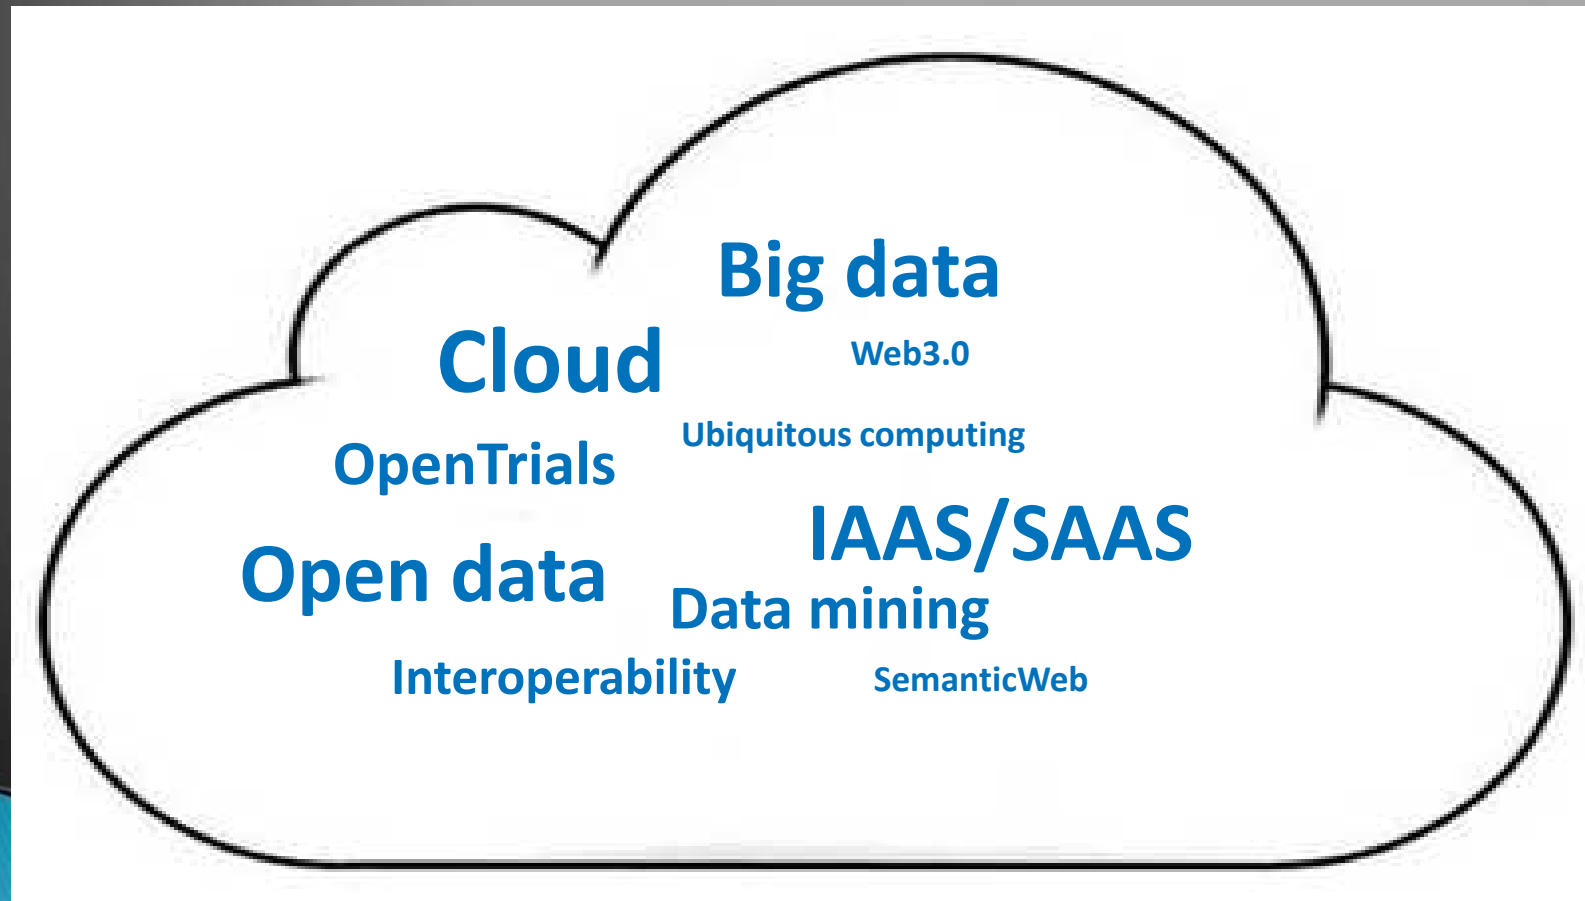 Big data
Cloud
Web3.0
Ubiquitous computing
OpenTrials
IAAS/SAAS
Open data
Data mining
Interoperability
SemanticWeb